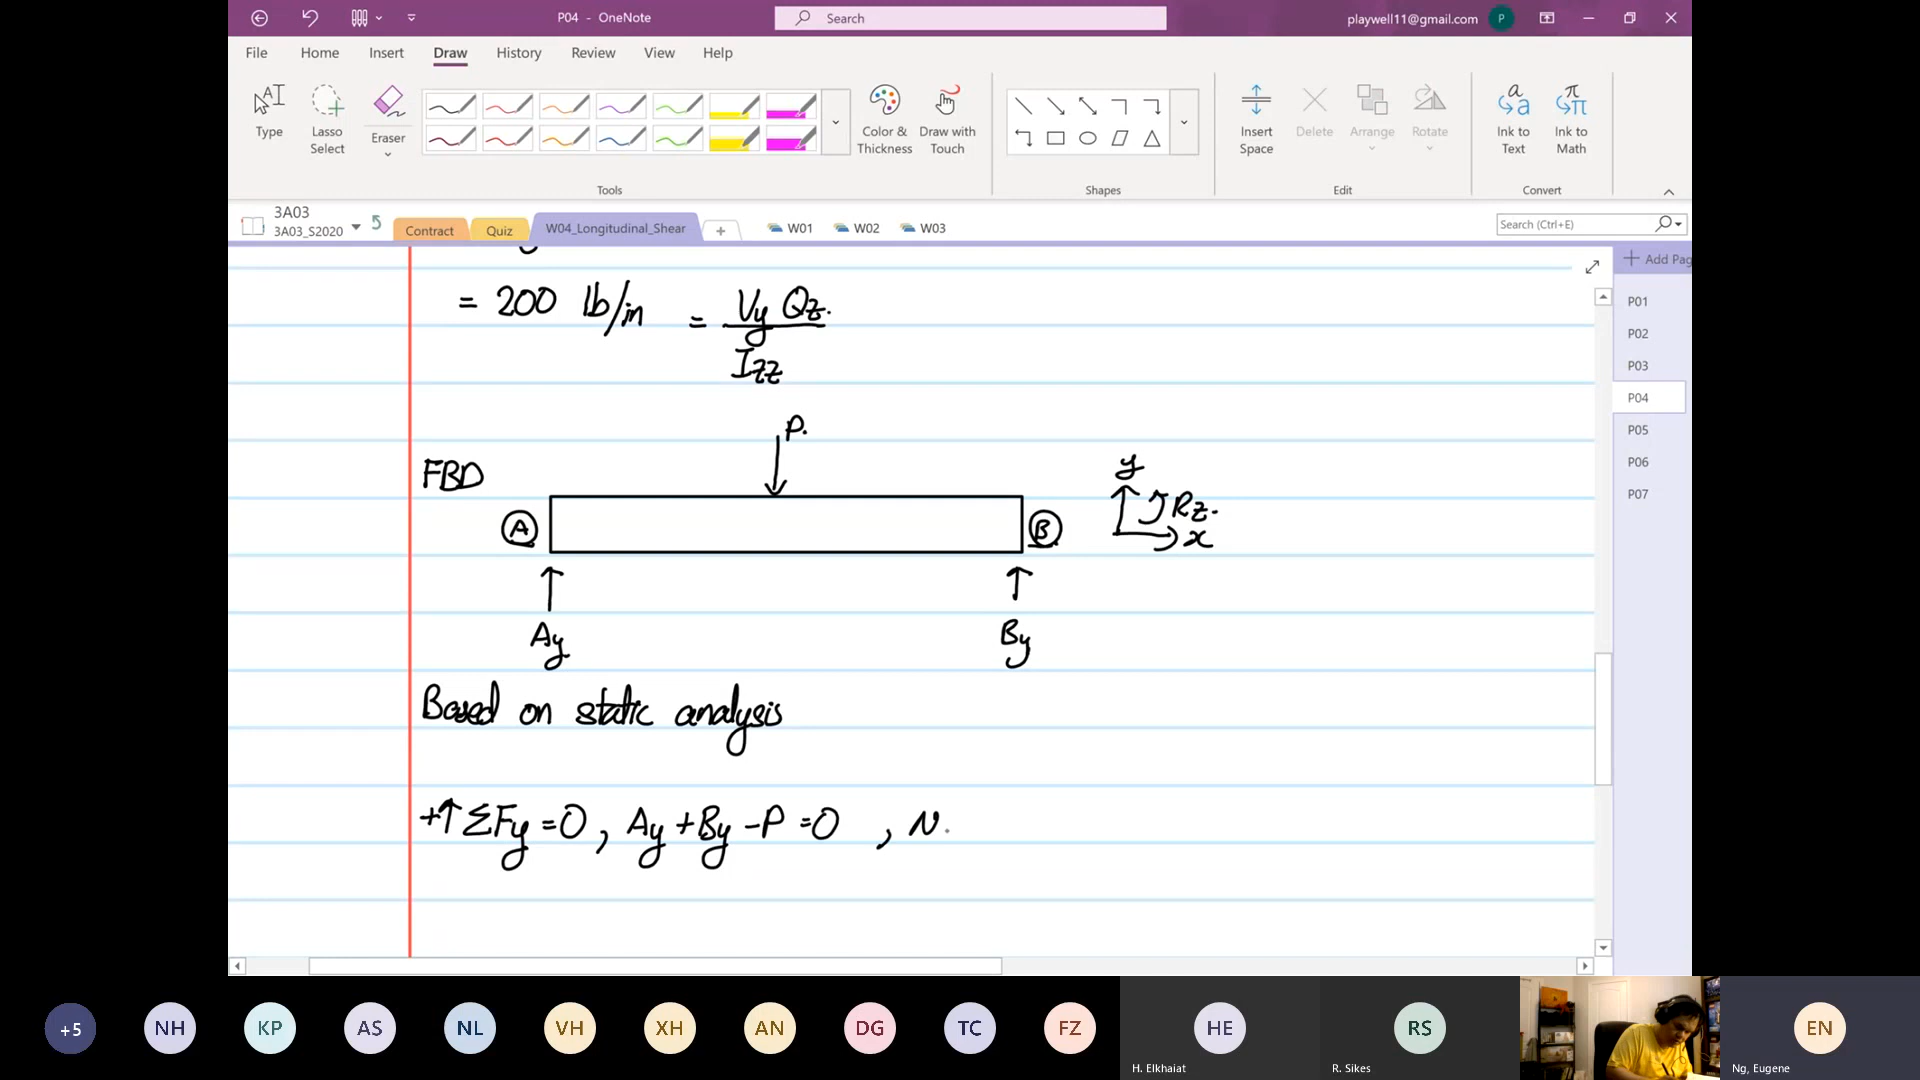 P04 - OneNote
Search
playwell11@gmail.com
P
File Home Insert Draw History Review View Help
Type
Lasso Select
Eraser
Color & Thickness
Draw with Touch
Insert Space
Delete
Arrange
Rotate
Ink to Text
Ink to Math
Tools
Shapes
Edit
Convert
3A03
3A03_S2020
Contract
Quiz
W04_Longitudinal_Shear
W01
W02
W03
Search (Ctrl+E)
Add Pag
P01
P02
P03
P04
P05
P06
P07
= 200 lb/in = Vy Qz.
Izz
P.
FBD
A
B
y
Rz.
x
Ay
By
Based on static analysis
+↑ ΣFy = 0, Ay + By - P = 0 , N.
+5
NH
KP
AS
NL
VH
XH
AN
DG
TC
FZ
HE
RS
EN
H. Elkhaiat
R. Sikes
Ng, Eugene